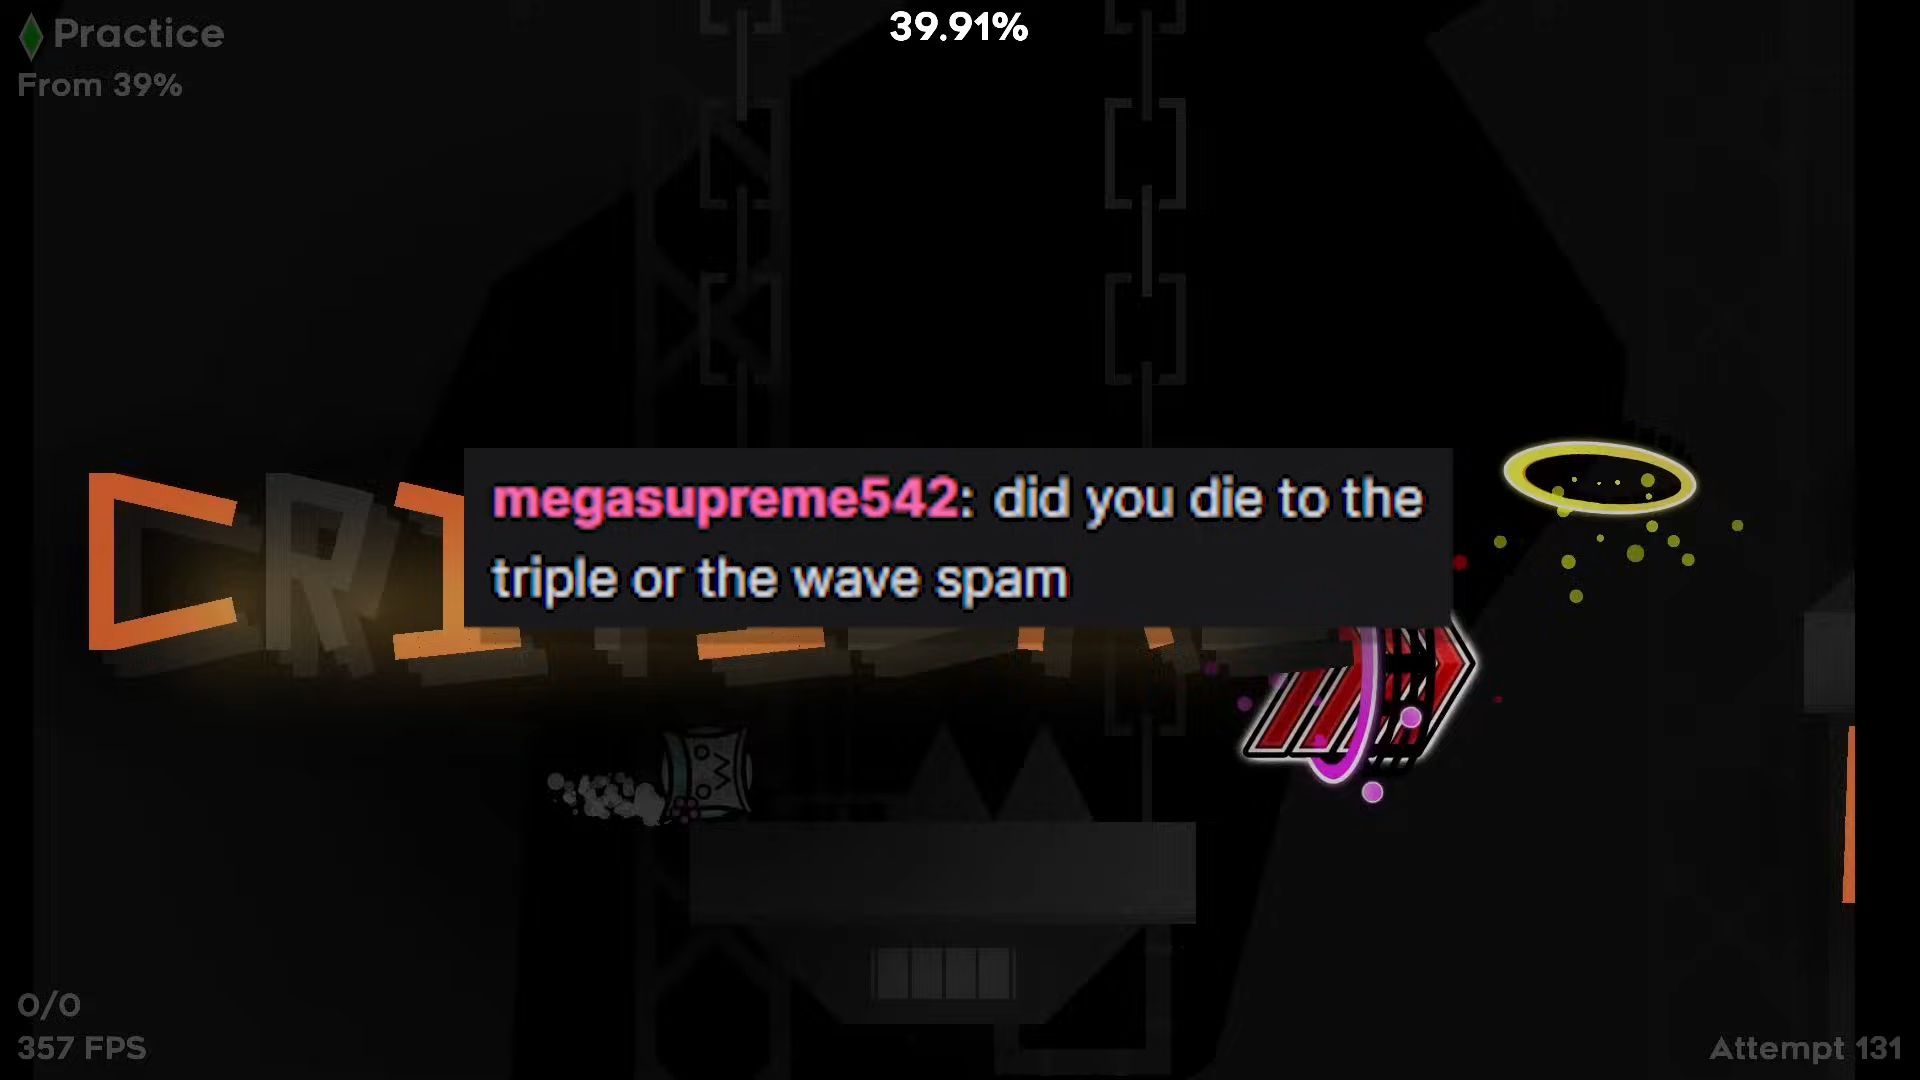 Practice
39.91%
From 39%
megasupreme542: did you die to the
triple or the wave spam
0/0
357 FPS
Attempt 131